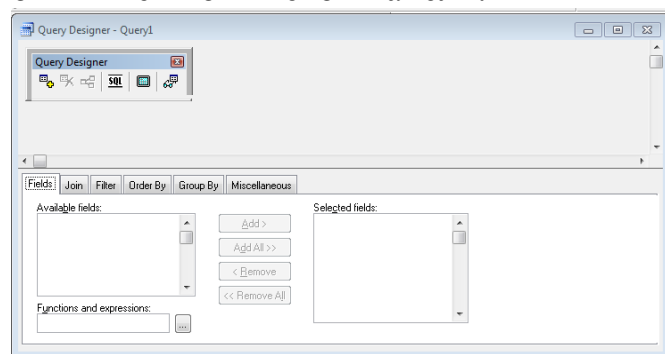 Query Designer - Query1
Query Designer
SQL
Fields Join Filter Order By Group By Miscellaneous
Available fields:
Selected fields:
Add >
Add All >>
< Remove
<< Remove All
Functions and expressions:
...